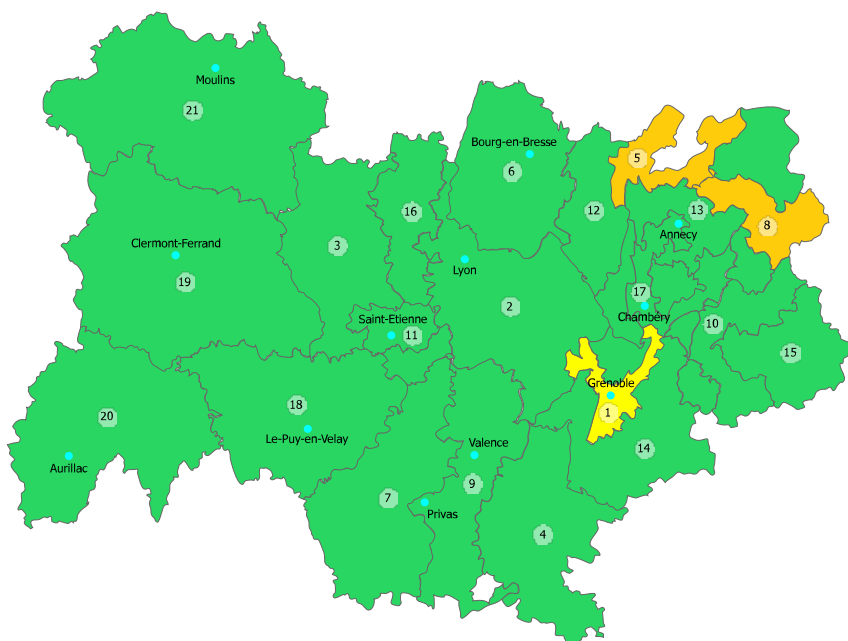 Moulins
21
Bourg-en-Bresse
6
5
16
12
13
8
Annecy
Clermont-Ferrand
3
19
Lyon
17
2
Chambéry
Saint-Etienne
11
10
15
Grenoble
1
18
20
Le-Puy-en-Velay
Valence
14
Aurillac
9
7
Privas
4